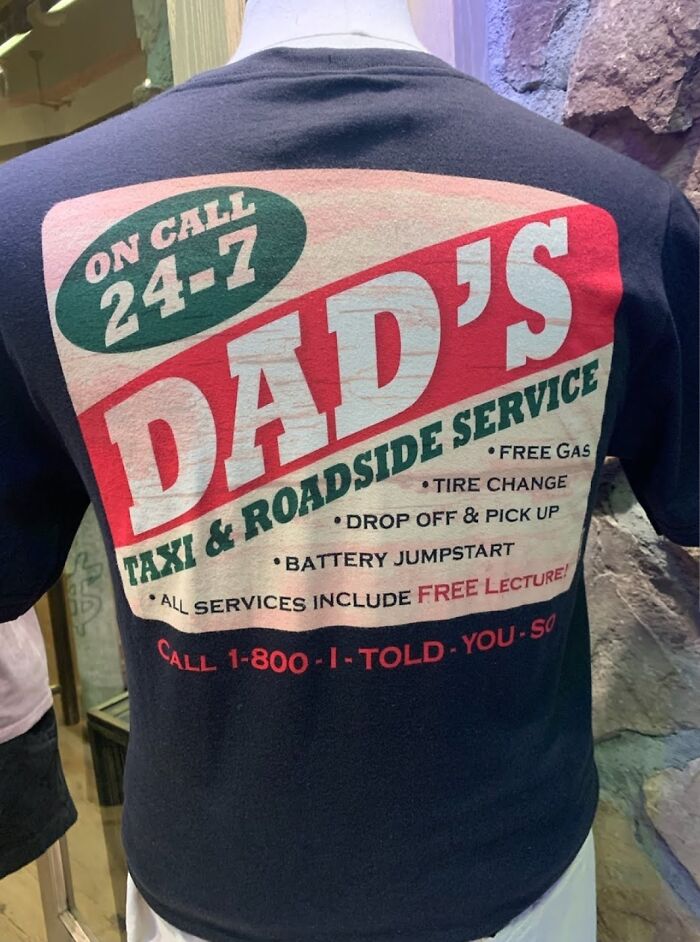 ON CALL
24-7
DAD'S
TAXI & ROADSIDE SERVICE
•FREE GAS
•TIRE CHANGE
•DROP OFF & PICK UP
•BATTERY JUMPSTART
•ALL SERVICES INCLUDE FREE LECTURE!
CALL 1-800-I-TOLD-YOU-SO